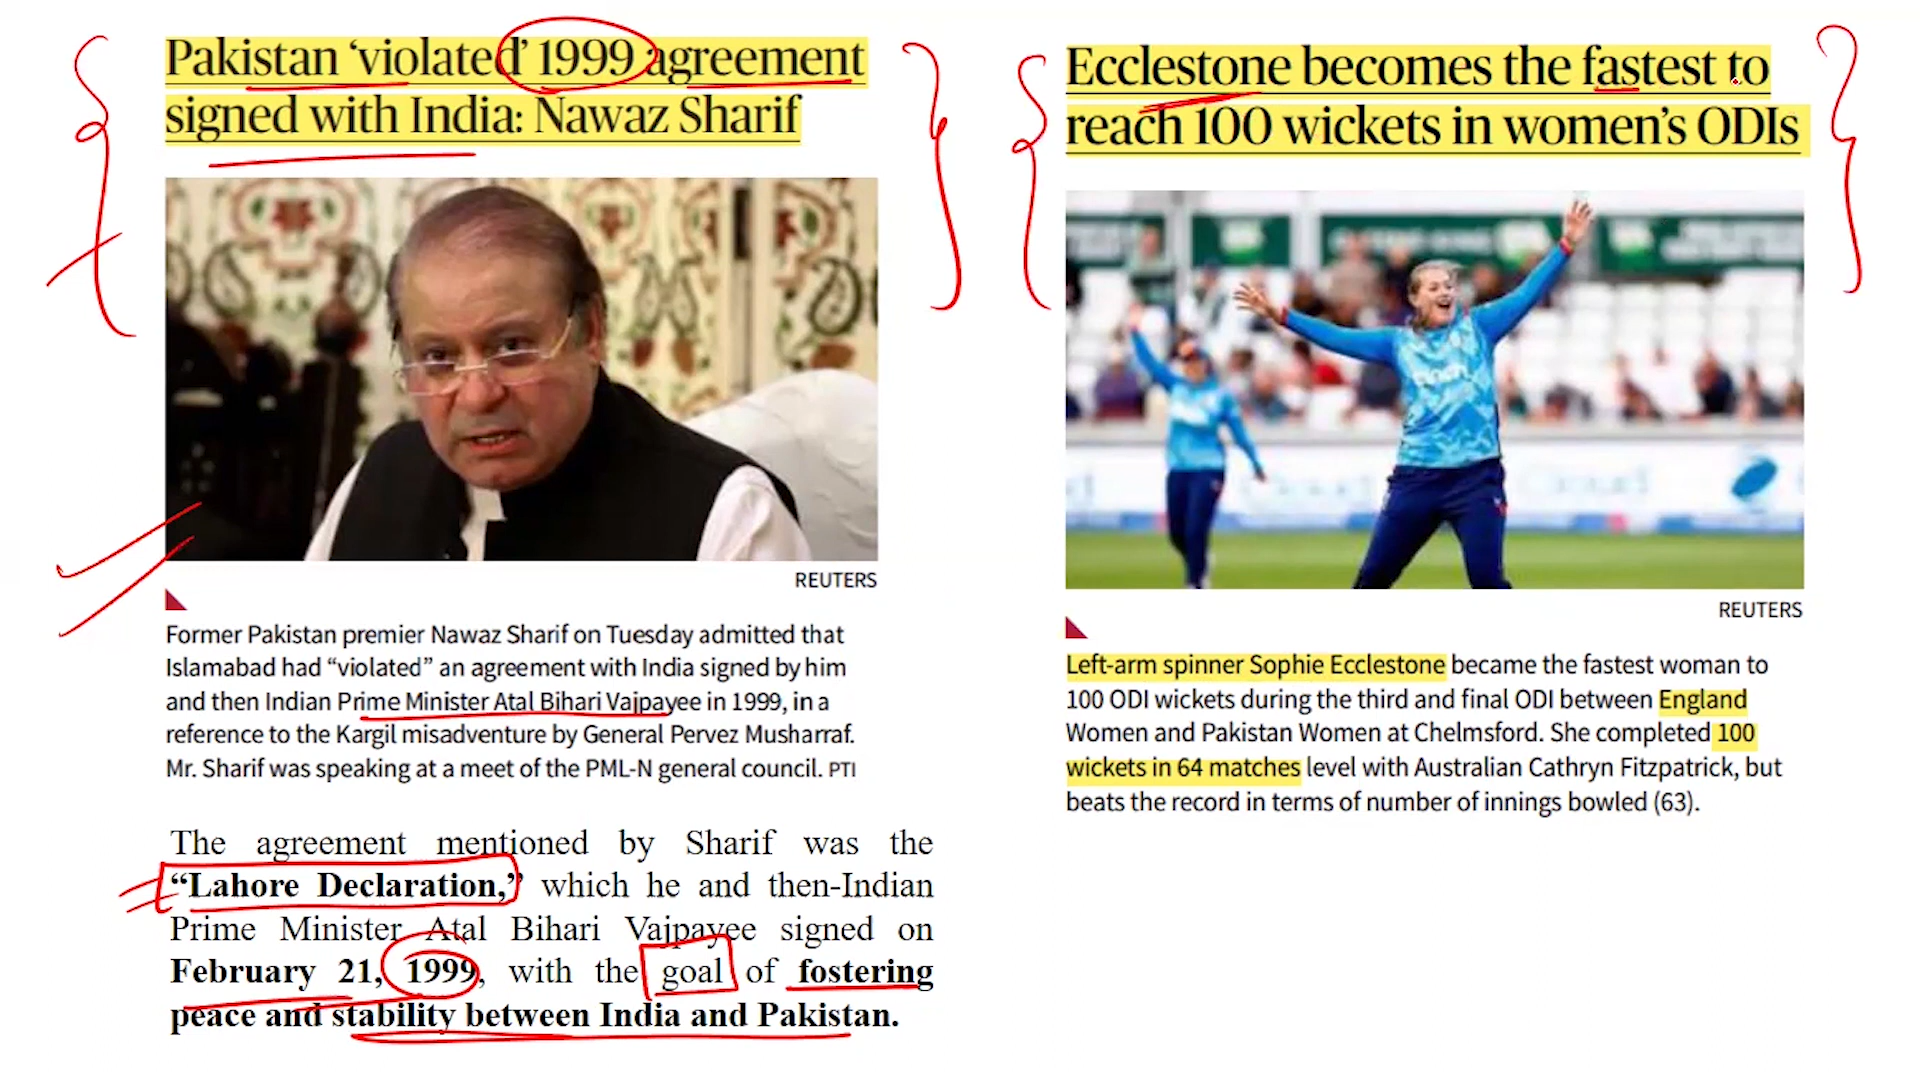 Pakistan ‘violated’ 1999 agreement
signed with India: Nawaz Sharif
REUTERS
Former Pakistan premier Nawaz Sharif on Tuesday admitted that
Islamabad had “violated” an agreement with India signed by him
and then Indian Prime Minister Atal Bihari Vajpayee in 1999, in a
reference to the Kargil misadventure by General Pervez Musharraf.
Mr. Sharif was speaking at a meet of the PML-N general council. PTI
The agreement mentioned by Sharif was the
“Lahore Declaration,” which he and then-Indian
Prime Minister Atal Bihari Vajpayee signed on
February 21, 1999, with the goal of fostering
peace and stability between India and Pakistan.
Ecclestone becomes the fastest to
reach 100 wickets in women’s ODIs
REUTERS
Left-arm spinner Sophie Ecclestone became the fastest woman to
100 ODI wickets during the third and final ODI between England
Women and Pakistan Women at Chelmsford. She completed 100
wickets in 64 matches level with Australian Cathryn Fitzpatrick, but
beats the record in terms of number of innings bowled (63).